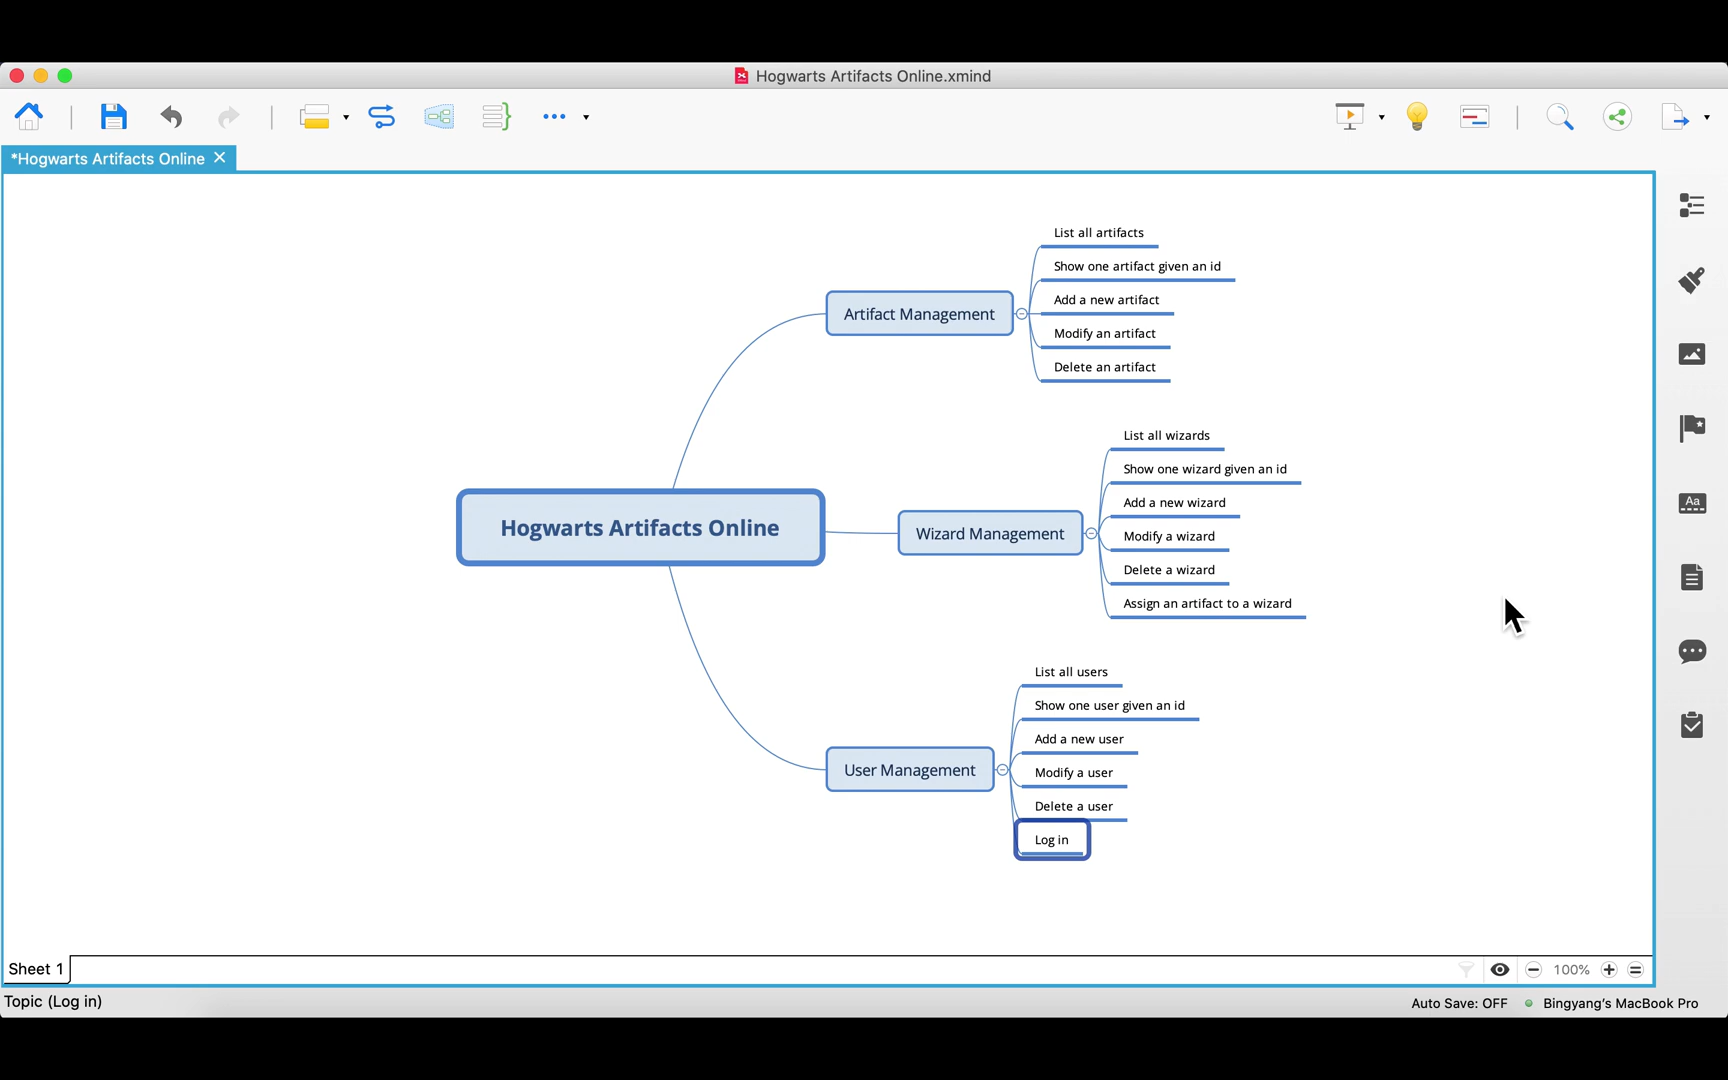 Hogwarts Artifacts Online.xmind
*Hogwarts Artifacts Online
List all artifacts
Show one artifact given an id
Add a new artifact
Modify an artifact
Delete an artifact
Artifact Management
List all wizards
Show one wizard given an id
Add a new wizard
Modify a wizard
Delete a wizard
Assign an artifact to a wizard
Wizard Management
Hogwarts Artifacts Online
List all users
Show one user given an id
Add a new user
Modify a user
Delete a user
Log in
User Management
Aa
Sheet 1
100%
Topic (Log in)
Auto Save: OFF
Bingyang's MacBook Pro